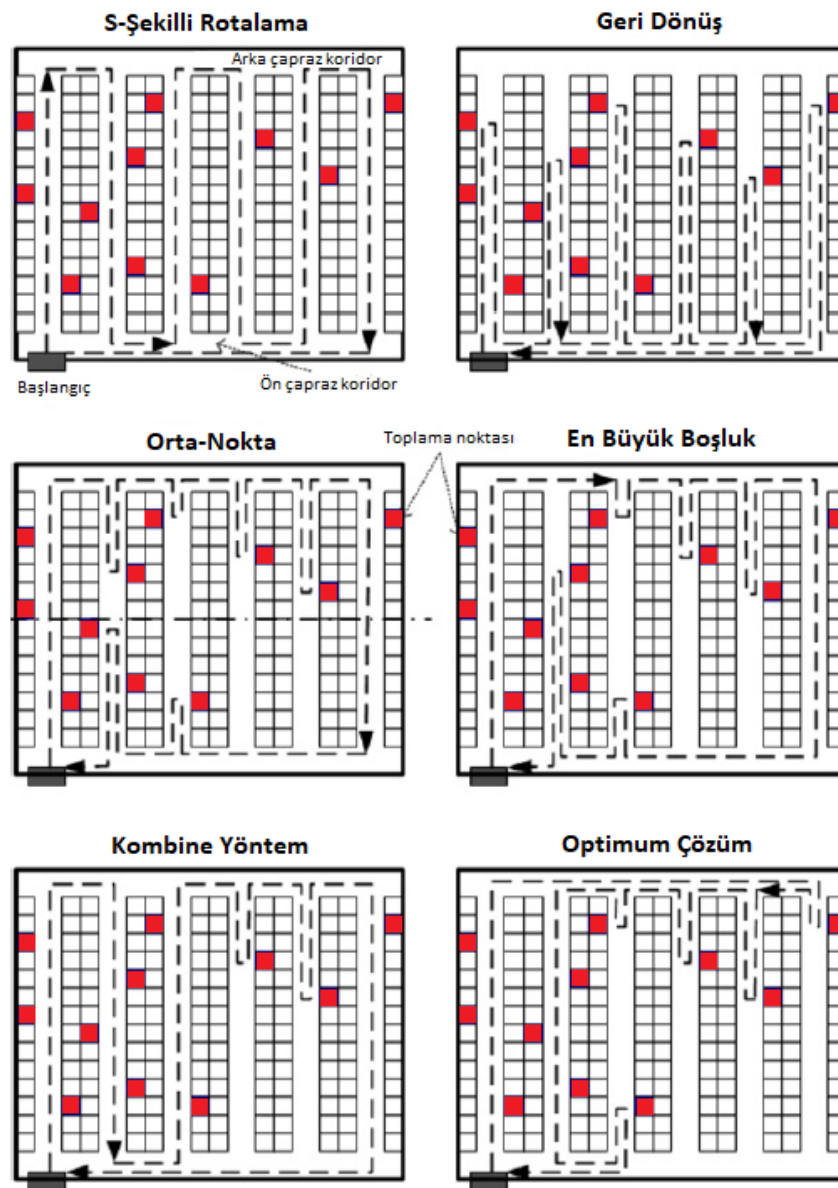 S-Şekilli Rotalama
Geri Dönüş
Arka çapraz koridor
Başlangıç
Ön çapraz koridor
Orta-Nokta
Toplama noktası
En Büyük Boşluk
Kombine Yöntem
Optimum Çözüm